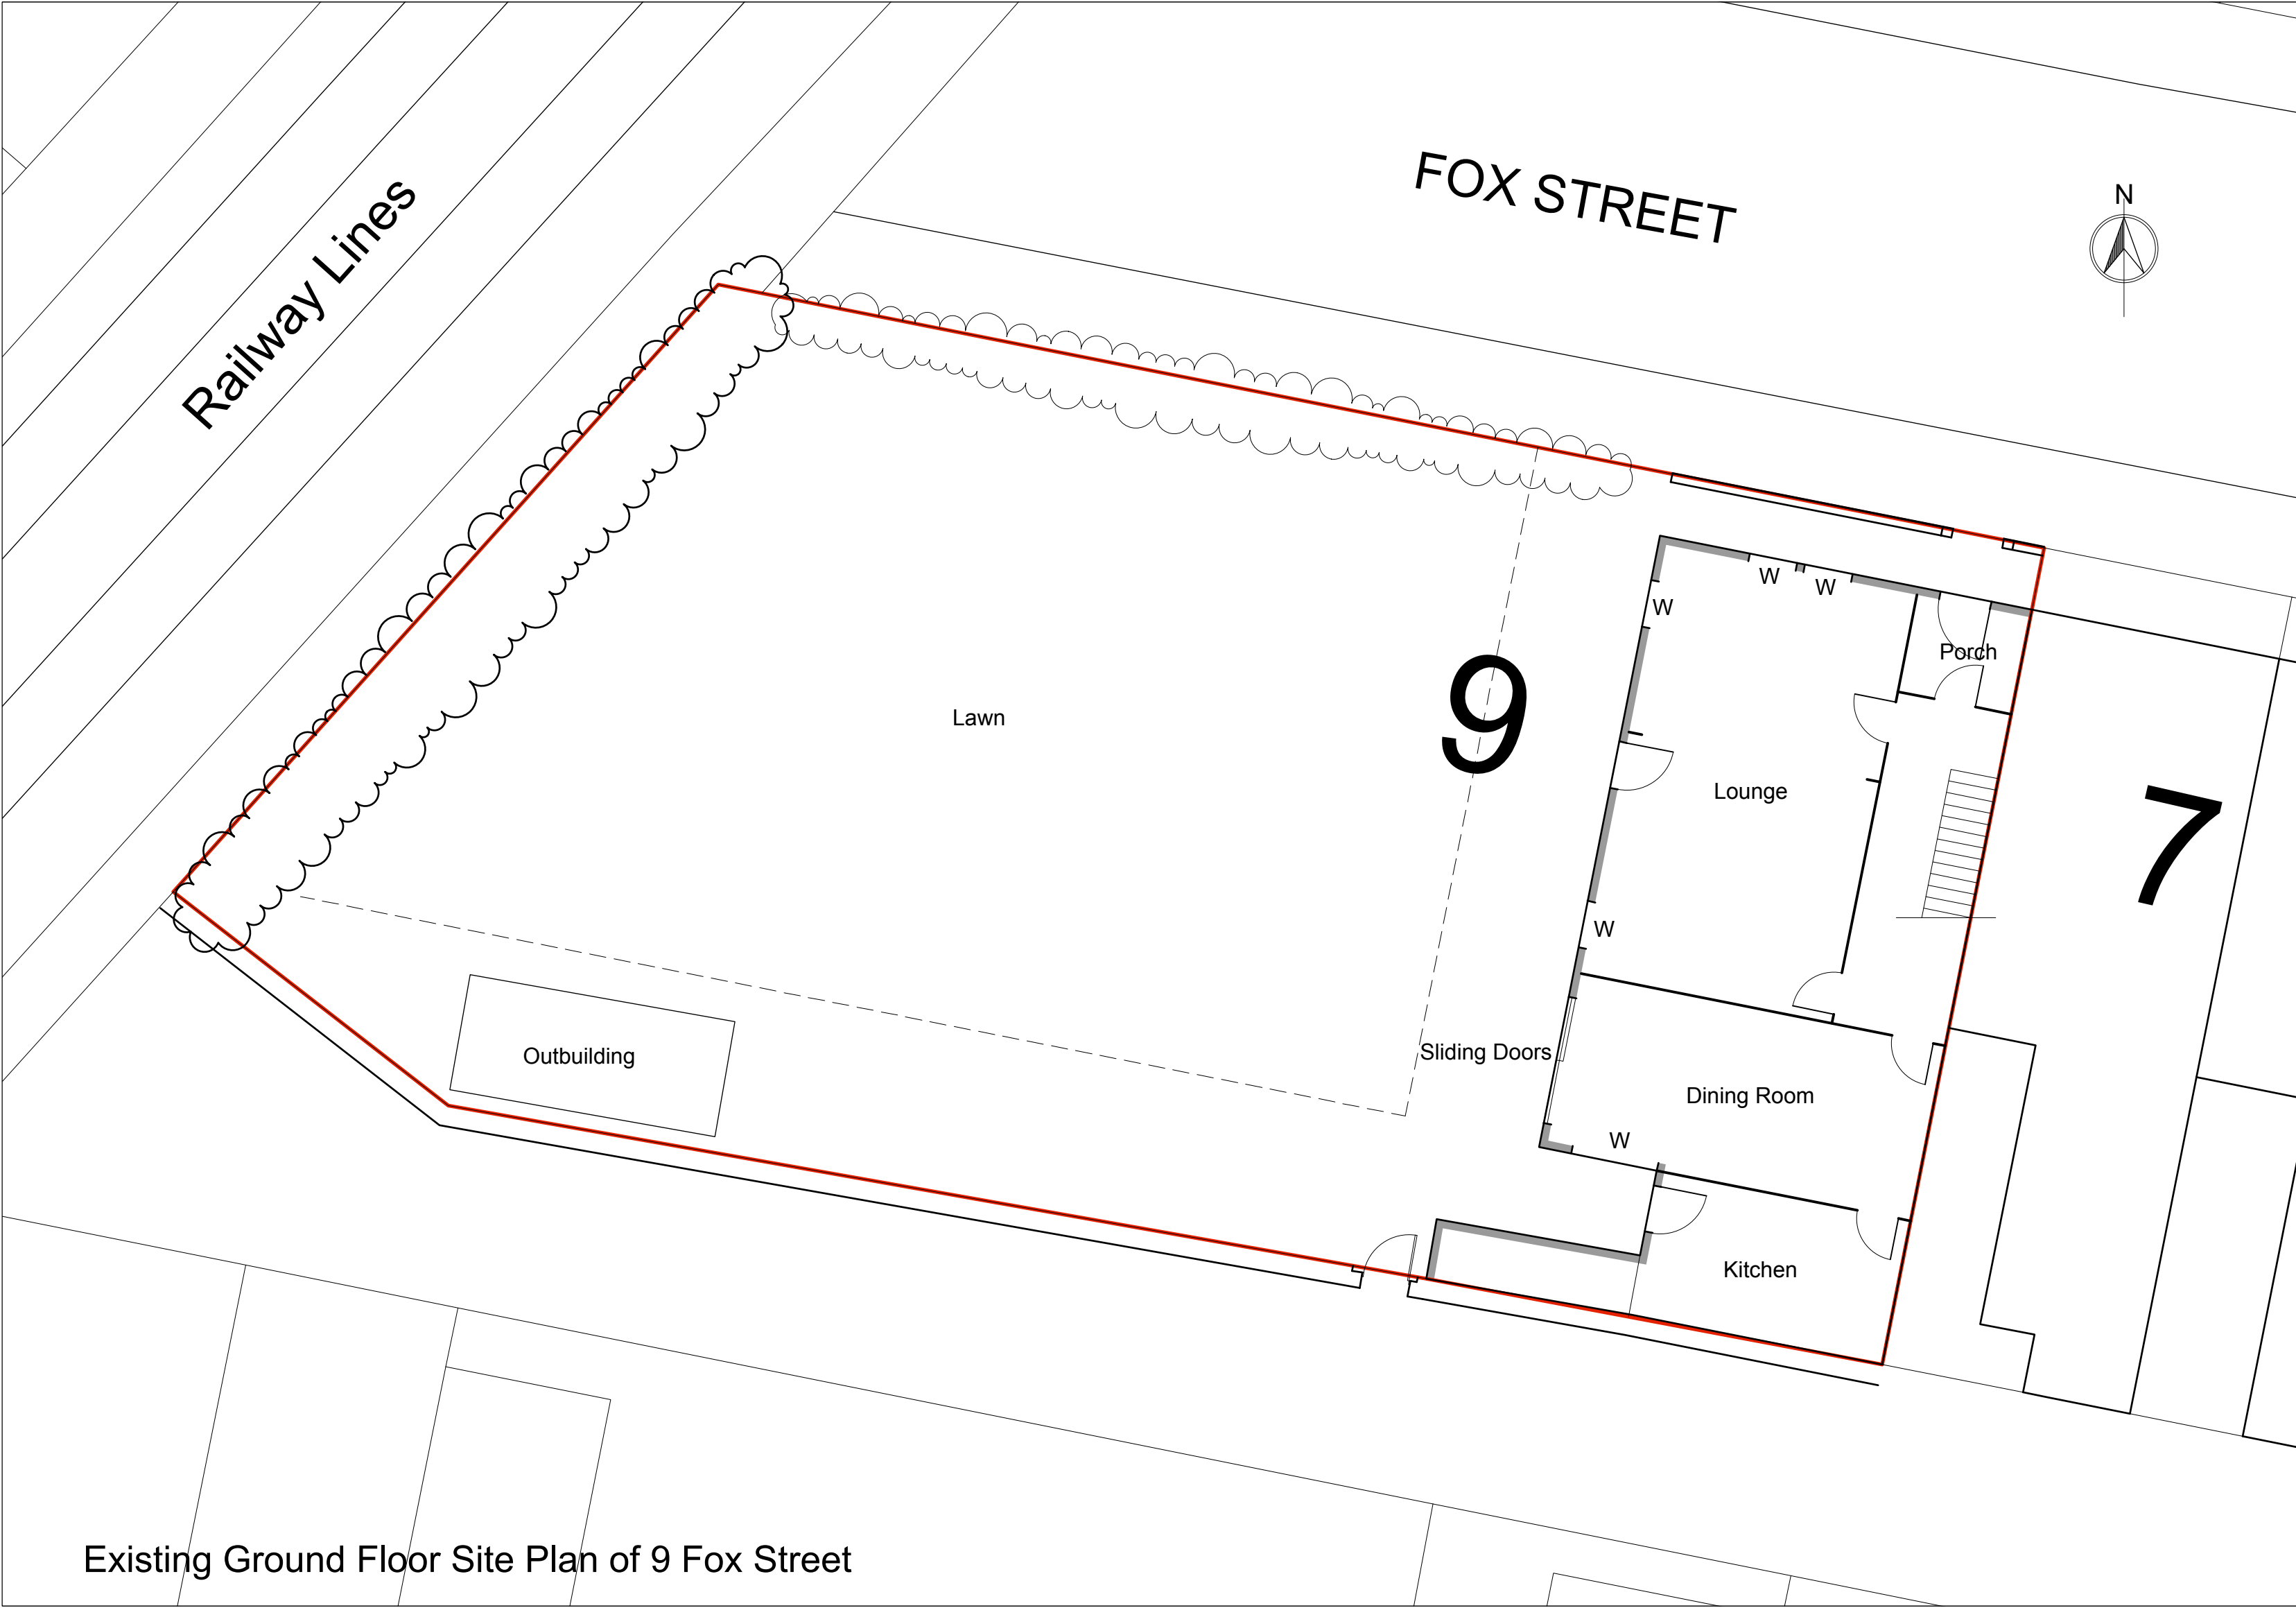 FOX STREET
N
Railway Lines
W
W
W
Porch
9
Lawn
Lounge
7
W
Sliding Doors
Outbuilding
Dining Room
W
Kitchen
Existing Ground Floor Site Plan of 9 Fox Street